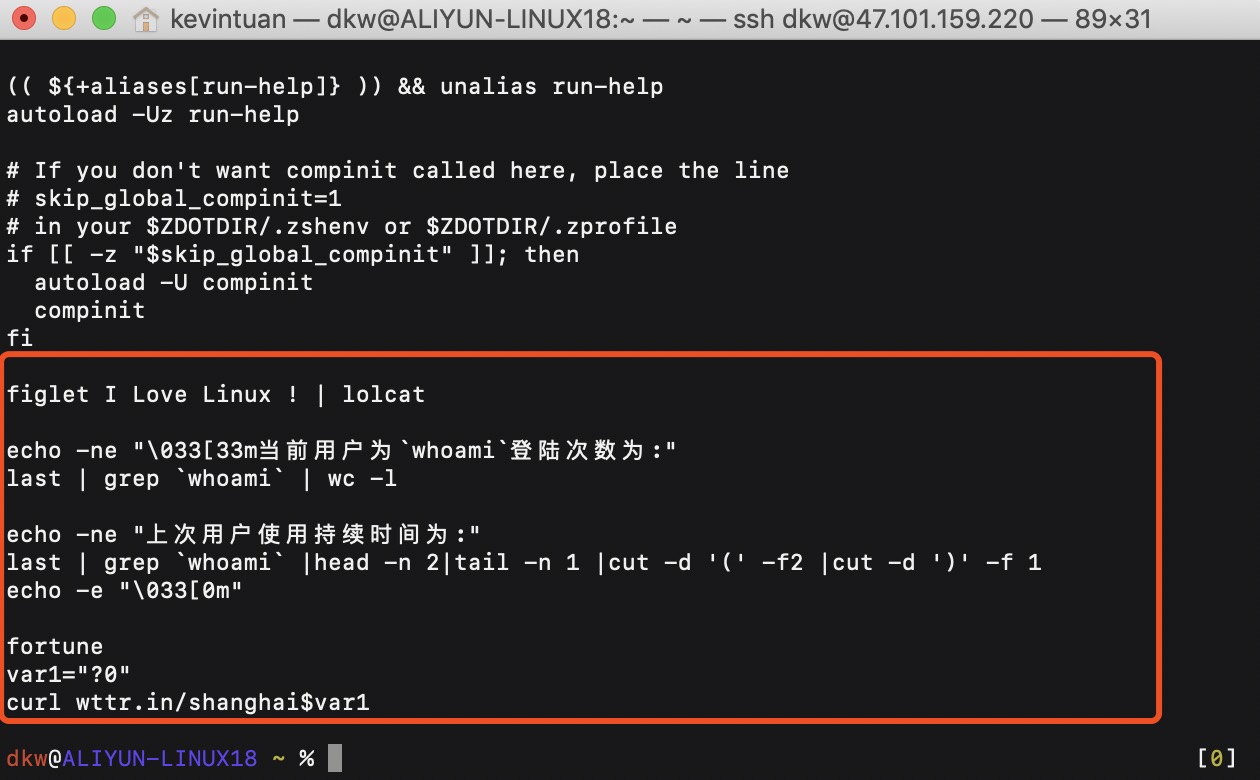 kevintuan — dkw@ALIYUN-LINUX18:~ — ~ — ssh dkw@47.101.159.220 — 89×31
(( ${+aliases[run-help]} )) && unalias run-help
autoload -Uz run-help
# If you don't want compinit called here, place the line
# skip_global_compinit=1
# in your $ZDOTDIR/.zshenv or $ZDOTDIR/.zprofile
if [[ -z "$skip_global_compinit" ]]; then
  autoload -U compinit
  compinit
fi
figlet I Love Linux ! | lolcat
echo -ne "\033[33m当前用户为`whoami`登陆次数为:"
last | grep `whoami` | wc -l
echo -ne "上次用户使用持续时间为:"
last | grep `whoami` |head -n 2|tail -n 1 |cut -d '(' -f2 |cut -d ')' -f 1
echo -e "\033[0m"
fortune
var1="?0"
curl wttr.in/shanghai$var1
dkw@ALIYUN-LINUX18 ~ % [0]